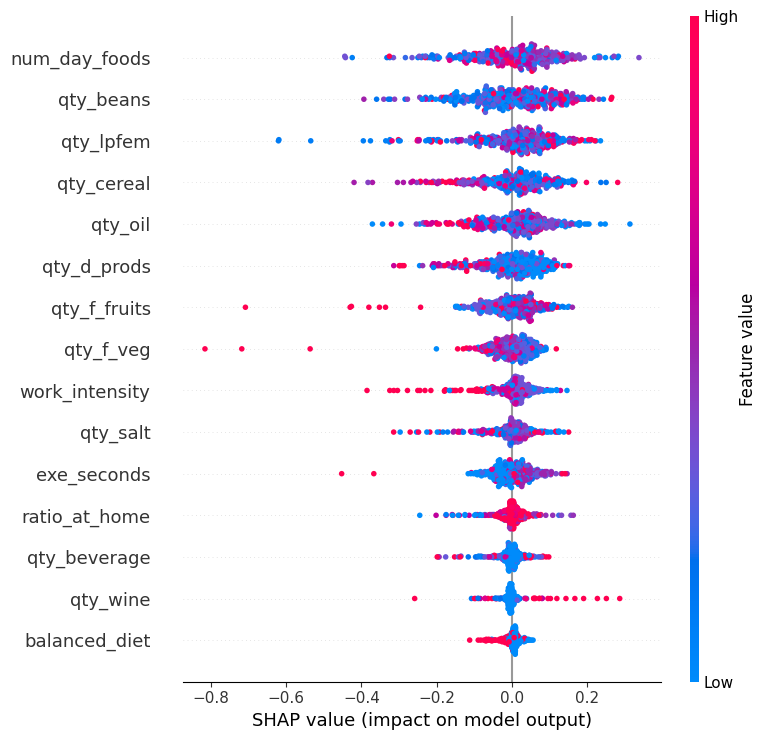 High
num_day_foods
qty_beans
qty_lpfem
qty_cereal
qty_oil
qty_d_prods
qty_f_fruits
qty_f_veg
work_intensity
qty_salt
exe_seconds
ratio_at_home
qty_beverage
qty_wine
balanced_diet
Feature value
Low
−0.8 −0.6 −0.4 −0.2 0.0 0.2
SHAP value (impact on model output)